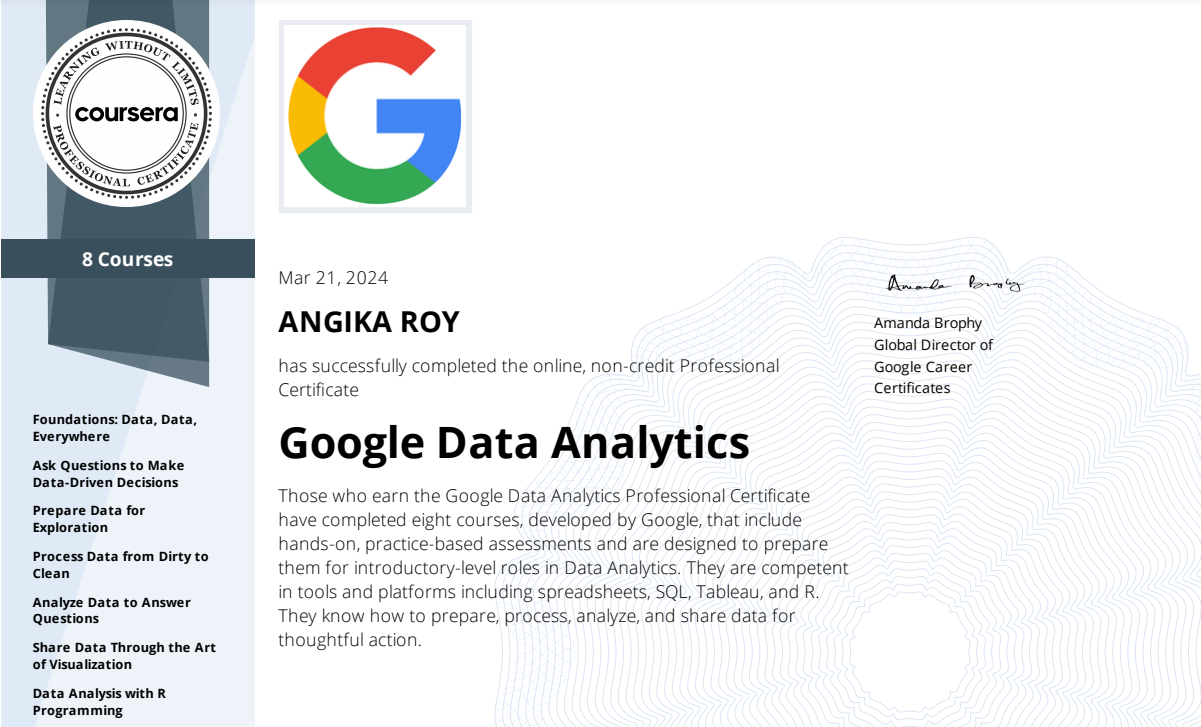 LEARNING WITHOUT LIMITS
coursera
PROFESSIONAL CERTIFICATE
8 Courses
Foundations: Data, Data,
Everywhere
Ask Questions to Make
Data-Driven Decisions
Prepare Data for
Exploration
Process Data from Dirty to
Clean
Analyze Data to Answer
Questions
Share Data Through the Art
of Visualization
Data Analysis with R
Programming
G
Mar 21, 2024
ANGIKA ROY
has successfully completed the online, non-credit Professional
Certificate
Google Data Analytics
Those who earn the Google Data Analytics Professional Certificate
have completed eight courses, developed by Google, that include
hands-on, practice-based assessments and are designed to prepare
them for introductory-level roles in Data Analytics. They are competent
in tools and platforms including spreadsheets, SQL, Tableau, and R.
They know how to prepare, process, analyze, and share data for
thoughtful action.
Amanda Brophy
Amanda Brophy
Global Director of
Google Career
Certificates